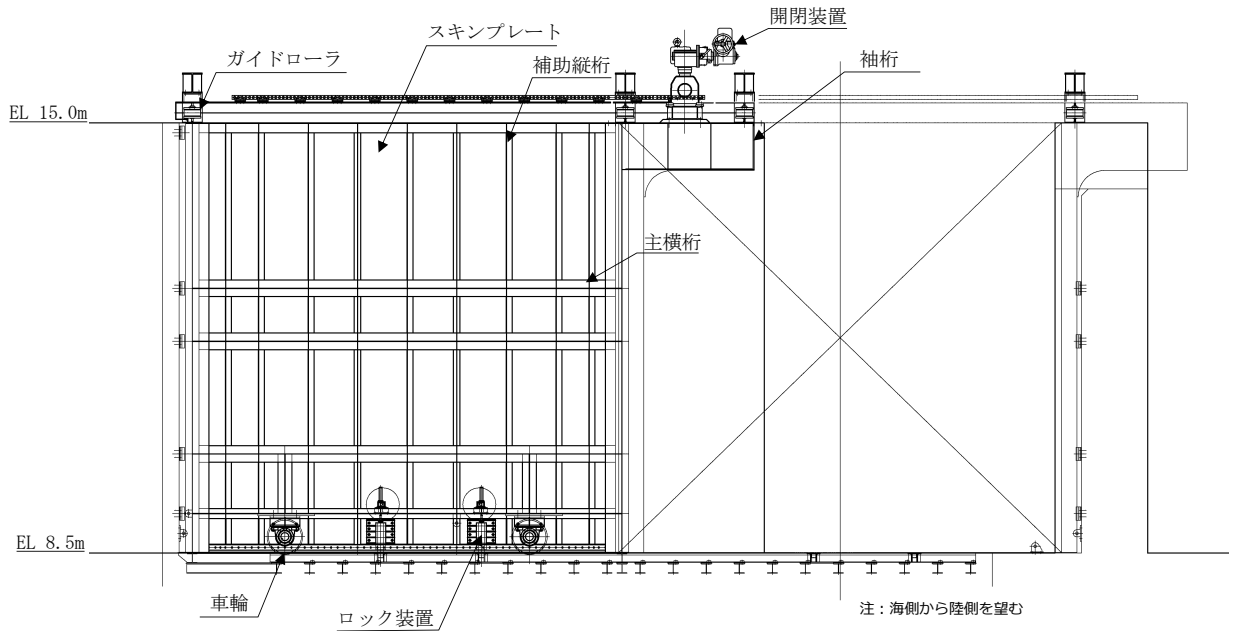 開閉装置
スキンプレート
ガイドローラ
補助縦桁
袖桁
EL 15.0m
主横桁
EL 8.5m
車輪
ロック装置
注：海側から陸側を望む